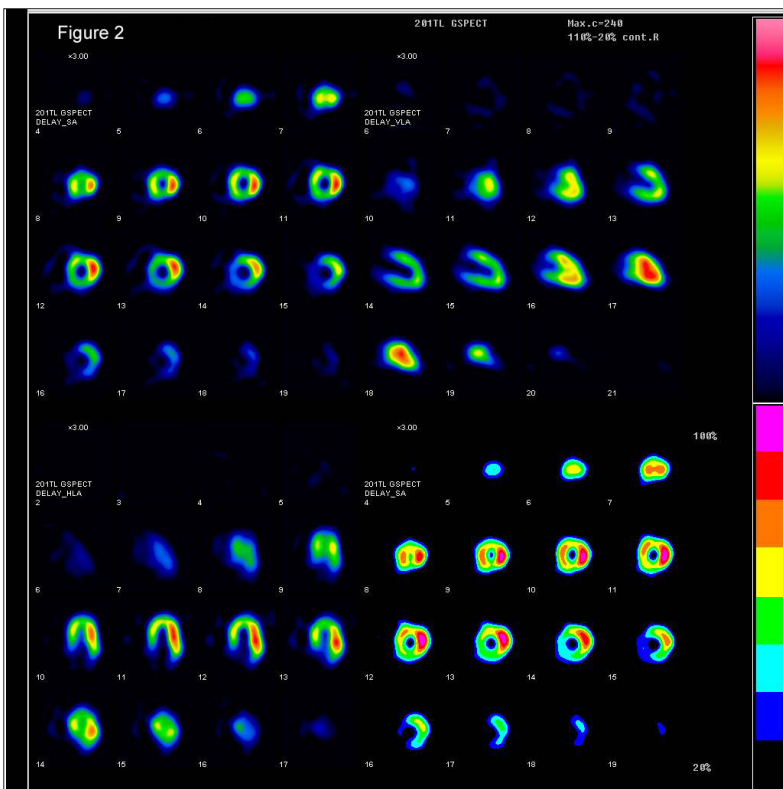 Figure 2
201TL GSPECT
Max.c=240
110%-20% cont.R
×3.00
201TL GSPECT
DELAY_SA
4 5 6 7
8 9 10 11
12 13 14 15
16 17 18 19
201TL GSPECT
DELAY_VLA
6 7 8 9
10 11 12 13
14 15 16 17
18 19 20 21
×3.00
201TL GSPECT
DELAY_HLA
2 3 4 5
6 7 8 9
10 11 12 13
14 15 16 17
×3.00
201TL GSPECT
DELAY_SA
4 5 6 7
8 9 10 11
12 13 14 15
16 17 18 19
100%
20%